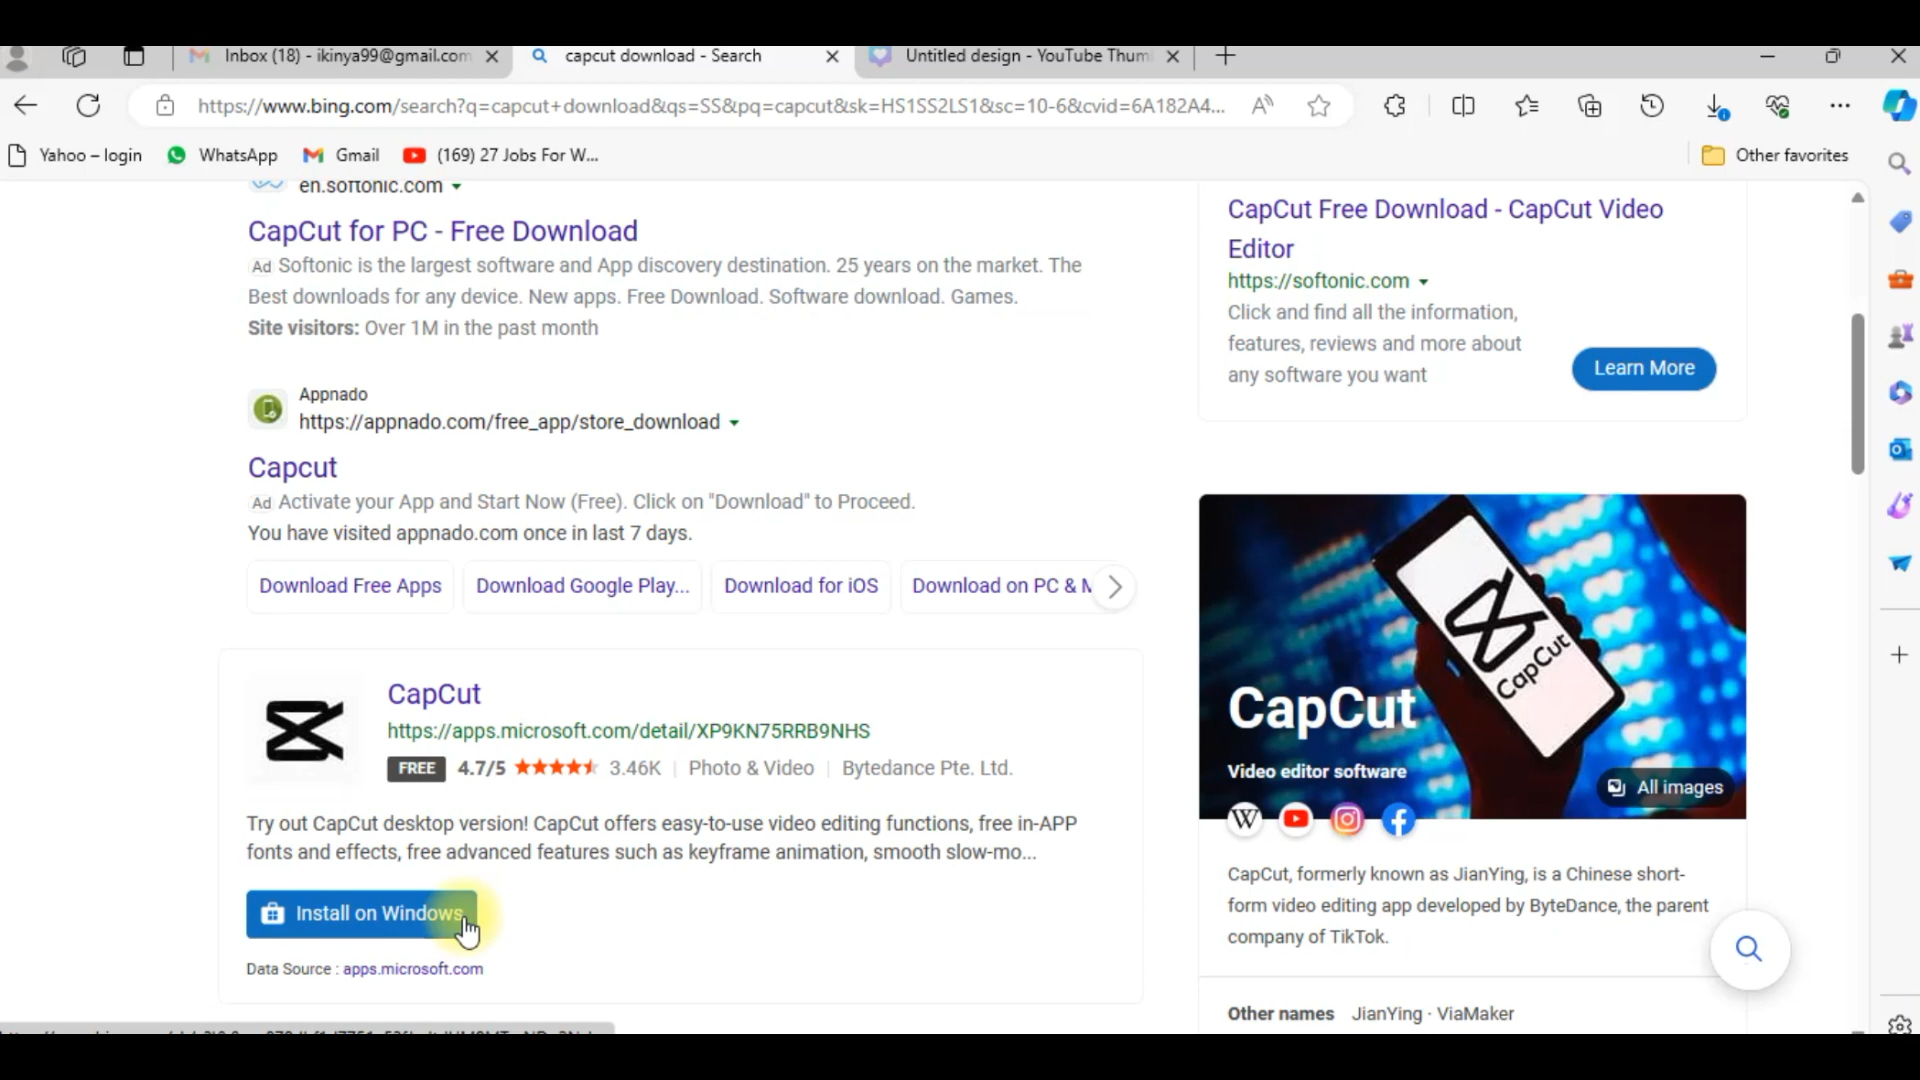 Inbox (18) - ikinya99@gmail.com
capcut download - Search
Untitled design - YouTube Thum
https://www.bing.com/search?q=capcut+download&qs=SS&pq=capcut&sk=HS1SS2LS1&sc=10-6&cvid=6A182A4...
Yahoo – login
WhatsApp
Gmail
(169) 27 Jobs For W...
Other favorites
en.softonic.com
CapCut for PC - Free Download
Ad Softonic is the largest software and App discovery destination. 25 years on the market. The
Best downloads for any device. New apps. Free Download. Software download. Games.
Site visitors: Over 1M in the past month
Appnado
https://appnado.com/free_app/store_download
Capcut
Ad Activate your App and Start Now (Free). Click on "Download" to Proceed.
You have visited appnado.com once in last 7 days.
Download Free Apps
Download Google Play...
Download for iOS
Download on PC & M
CapCut
https://apps.microsoft.com/detail/XP9KN75RRB9NHS
FREE 4.7/5 3.46K | Photo & Video | Bytedance Pte. Ltd.
Try out CapCut desktop version! CapCut offers easy-to-use video editing functions, free in-APP
fonts and effects, free advanced features such as keyframe animation, smooth slow-mo...
Install on Windows
Data Source : apps.microsoft.com
CapCut Free Download - CapCut Video
Editor
https://softonic.com
Click and find all the information,
features, reviews and more about
any software you want
Learn More
CapCut
CapCut
Video editor software
All images
W
CapCut, formerly known as JianYing, is a Chinese short-
form video editing app developed by ByteDance, the parent
company of TikTok.
Other names JianYing · ViaMaker